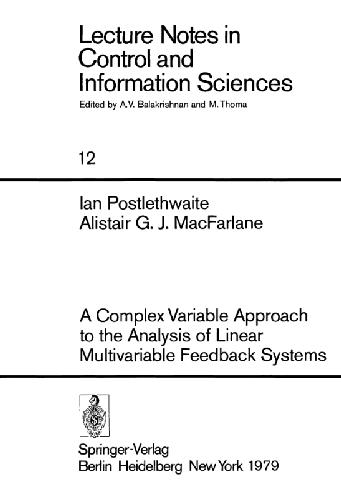 Lecture Notes in
Control and
Information Sciences
Edited by A.V. Balakrishnan and M. Thoma
12
Ian Postlethwaite
Alistair G. J. MacFarlane
A Complex Variable Approach
to the Analysis of Linear
Multivariable Feedback Systems
Springer-Verlag
Berlin Heidelberg New York 1979